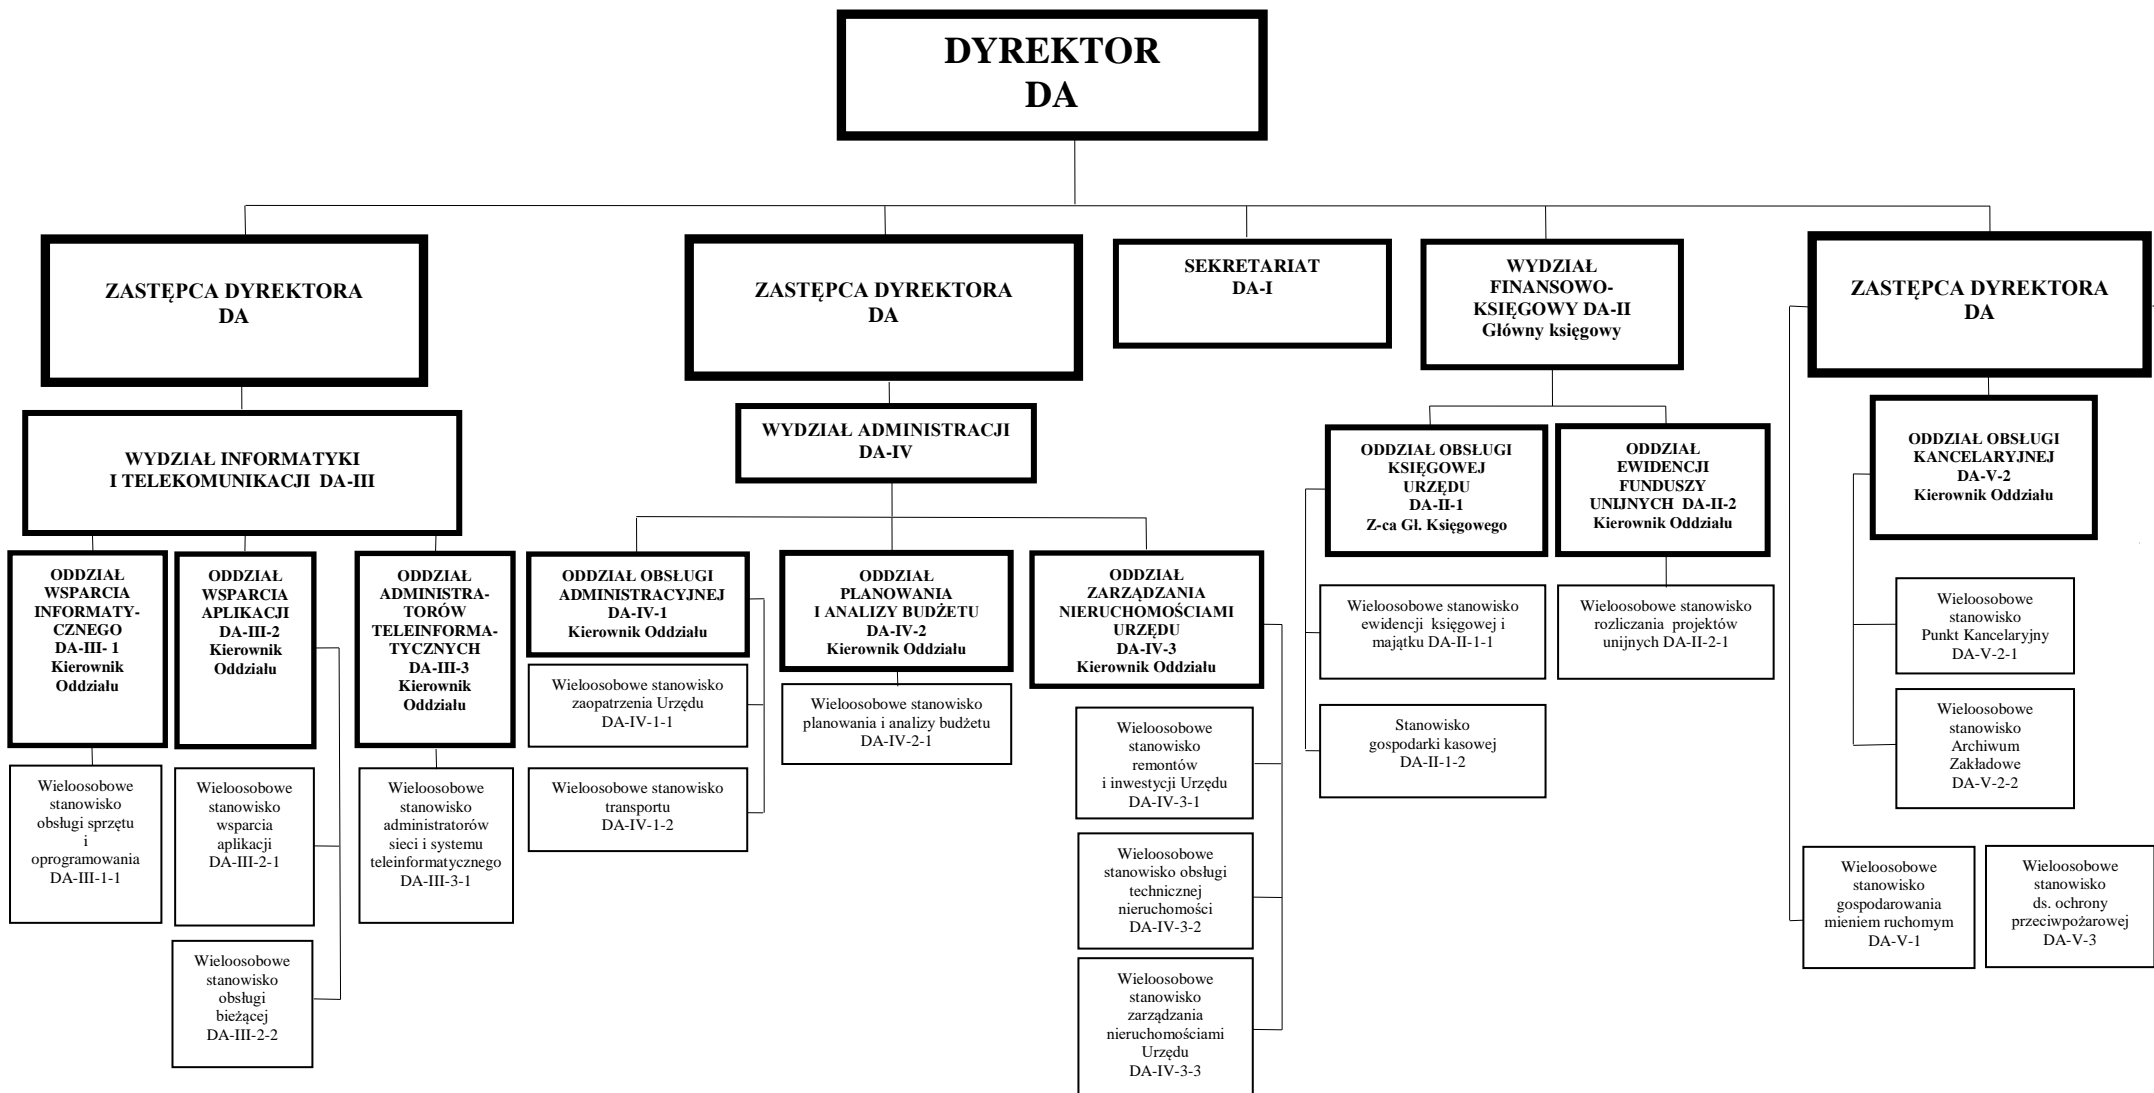 DYREKTOR
DA
ZASTĘPCA DYREKTORA
DA
ZASTĘPCA DYREKTORA
DA
SEKRETARIAT
DA-I
WYDZIAŁ
FINANSOWO-
KSIĘGOWY DA-II
Główny księgowy
ZASTĘPCA DYREKTORA
DA
WYDZIAŁ INFORMATYKI
I TELEKOMUNIKACJI DA-III
WYDZIAŁ ADMINISTRACJI
DA-IV
ODDZIAŁ OBSŁUGI
KSIĘGOWEJ
URZĘDU
DA-II-1
Z-ca Gł. Księgowego
ODDZIAŁ
EWIDENCJI
FUNDUSZY
UNIJNYCH DA-II-2
Kierownik Oddziału
ODDZIAŁ OBSŁUGI
KANCELARYJNEJ
DA-V-2
Kierownik Oddziału
ODDZIAŁ
WSPARCIA
INFORMATY-
CZNEGO
DA-III- 1
Kierownik
Oddziału
ODDZIAŁ
WSPARCIA
APLIKACJI
DA-III-2
Kierownik
Oddziału
ODDZIAŁ
ADMINISTRA-
TORÓW
TELEINFORMA-
TYCZNYCH
DA-III-3
Kierownik
Oddziału
ODDZIAŁ OBSŁUGI
ADMINISTRACYJNEJ
DA-IV-1
Kierownik Oddziału
ODDZIAŁ
PLANOWANIA
I ANALIZY BUDŻETU
DA-IV-2
Kierownik Oddziału
ODDZIAŁ
ZARZĄDZANIA
NIERUCHOMOŚCIAMI
URZĘDU
DA-IV-3
Kierownik Oddziału
Wieloosobowe stanowisko
ewidencji księgowej i
majątku DA-II-1-1
Wieloosobowe stanowisko
rozliczania projektów
unijnych DA-II-2-1
Wieloosobowe
stanowisko
Punkt Kancelaryjny
DA-V-2-1
Wieloosobowe stanowisko
zaopatrzenia Urzędu
DA-IV-1-1
Wieloosobowe stanowisko
planowania i analizy budżetu
DA-IV-2-1
Wieloosobowe
stanowisko
remontów
i inwestycji Urzędu
DA-IV-3-1
Stanowisko
gospodarki kasowej
DA-II-1-2
Wieloosobowe
stanowisko
Archiwum
Zakładowe
DA-V-2-2
Wieloosobowe
stanowisko
obsługi sprzętu
i
oprogramowania
DA-III-1-1
Wieloosobowe
stanowisko
wsparcia
aplikacji
DA-III-2-1
Wieloosobowe
stanowisko
administratorów
sieci i systemu
teleinformatycznego
DA-III-3-1
Wieloosobowe stanowisko
transportu
DA-IV-1-2
Wieloosobowe
stanowisko obsługi
technicznej
nieruchomości
DA-IV-3-2
Wieloosobowe
stanowisko
gospodarowania
mieniem ruchomym
DA-V-1
Wieloosobowe
stanowisko
ds. ochrony
przeciwpożarowej
DA-V-3
Wieloosobowe
stanowisko
obsługi
bieżącej
DA-III-2-2
Wieloosobowe
stanowisko
zarządzania
nieruchomościami
Urzędu
DA-IV-3-3